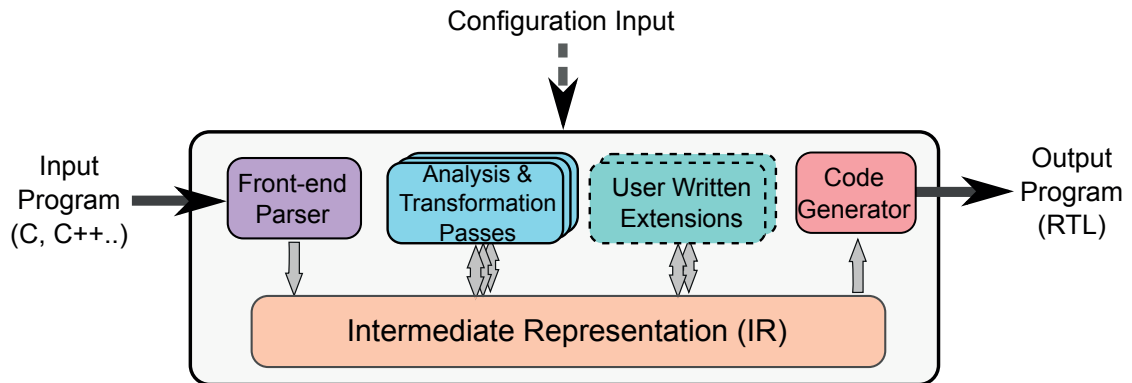 Configuration Input
Input
Program
(C, C++..)
Front-end
Parser
Analysis &
Transformation
Passes
User Written
Extensions
Code
Generator
Output
Program
(RTL)
Intermediate Representation (IR)